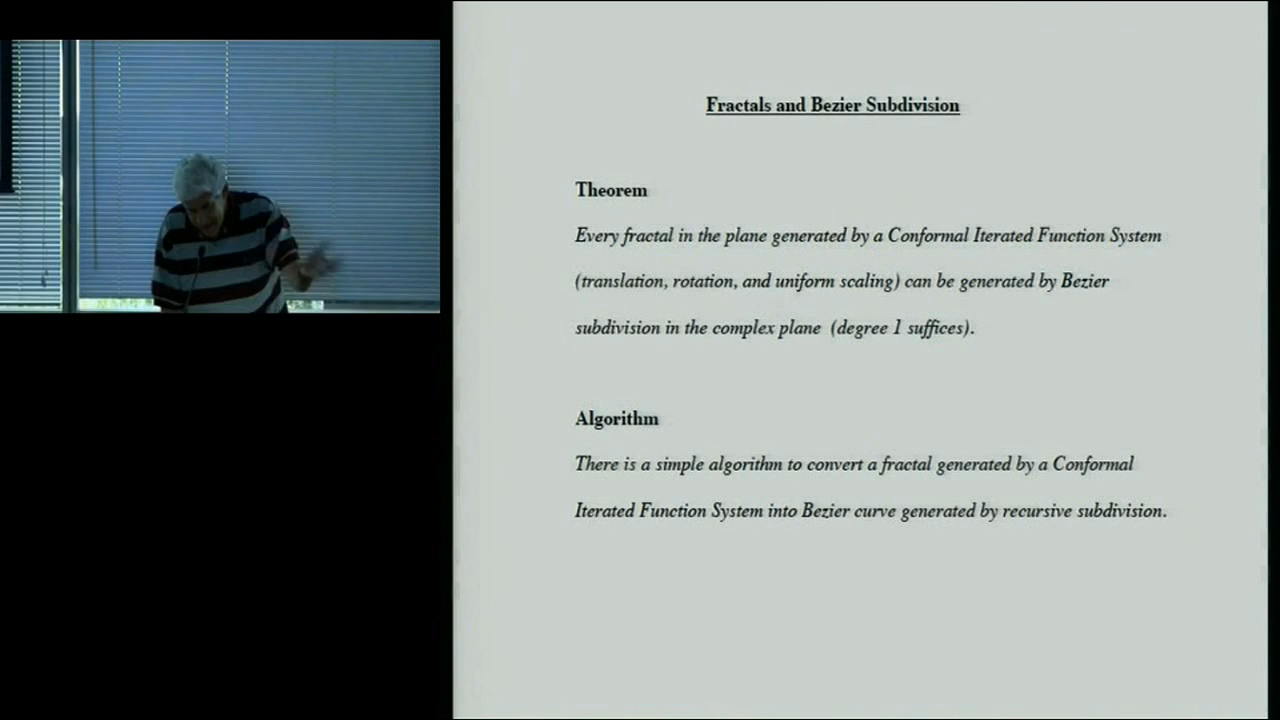 Fractals and Bezier Subdivision
Theorem
Every fractal in the plane generated by a Conformal Iterated Function System
(translation, rotation, and uniform scaling) can be generated by Bezier
subdivision in the complex plane (degree 1 suffices).
Algorithm
There is a simple algorithm to convert a fractal generated by a Conformal
Iterated Function System into Bezier curve generated by recursive subdivision.